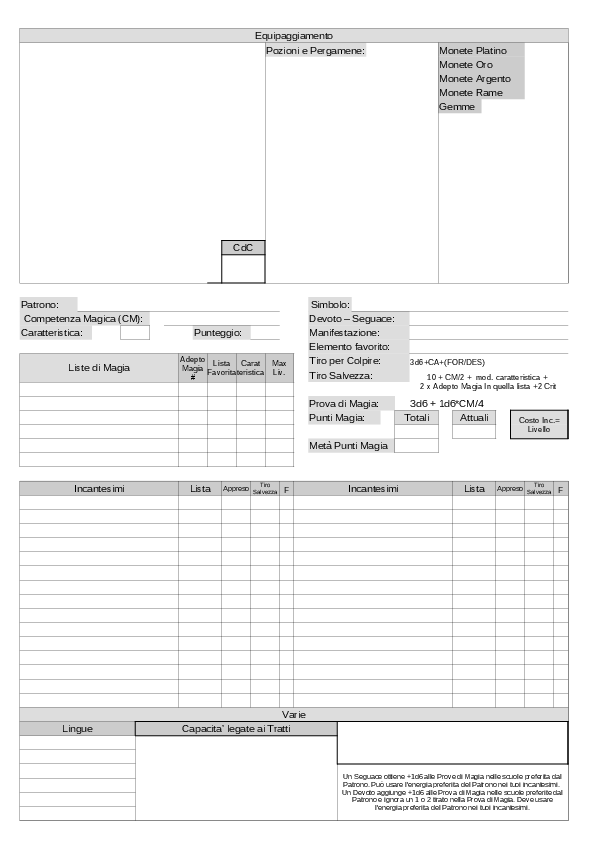 Equipaggiamento
Pozioni e Pergamene:
Monete Platino
Monete Oro
Monete Argento
Monete Rame
Gemme
CdC
Patrono:
Competenza Magica (CM):
Caratteristica:
Punteggio:
Simbolo:
Devoto – Seguace:
Manifestazione:
Elemento favorito:
Tiro per Colpire: 3d6+CA+(FOR/DES)
Tiro Salvezza: 10 + CM/2 + mod. caratteristica +
2 x Adepto Magia In quella lista +2 Crit
Liste di Magia
Adepto
Magia
#
Lista
Favorita
Carat
teristica
Max
Liv.
Prova di Magia: 3d6 + 1d6*CM/4
Punti Magia: Totali Attuali
Costo Inc.=
Livello
Metà Punti Magia
Incantesimi Lista Appreso Tiro
Salvezza F Incantesimi Lista Appreso Tiro
Salvezza F
Varie
Lingue Capacita' legate ai Tratti
Un Seguace ottiene +1d6 alle Prove di Magia nelle scuole preferita dal
Patrono. Può usare l'energia preferita del Patrono nei tuoi incantesimi.
Un Devoto aggiunge +1d6 alle Prova di Magia nelle scuole preferite dal
Patrono e ignora un 1 o 2 tirato nella Prova di Magia. Deve usare
l'energia preferita del Patrono nei tuoi incantesimi.